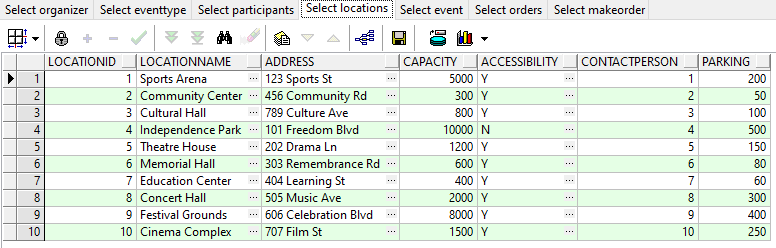 Select organizer Select eventtype Select participants Select locations Select event Select orders Select makeorder
LOCATIONID LOCATIONNAME ADDRESS CAPACITY ACCESSIBILITY CONTACTPERSON PARKING
1 1 Sports Arena ··· 123 Sports St ··· 5000 Y ··· 1 200
2 2 Community Center ··· 456 Community Rd ··· 300 Y ··· 2 50
3 3 Cultural Hall ··· 789 Culture Ave ··· 800 Y ··· 3 100
4 4 Independence Park ··· 101 Freedom Blvd ··· 10000 N ··· 4 500
5 5 Theatre House ··· 202 Drama Ln ··· 1200 Y ··· 5 150
6 6 Memorial Hall ··· 303 Remembrance Rd ··· 600 Y ··· 6 80
7 7 Education Center ··· 404 Learning St ··· 400 Y ··· 7 60
8 8 Concert Hall ··· 505 Music Ave ··· 2000 Y ··· 8 300
9 9 Festival Grounds ··· 606 Celebration Blvd ··· 8000 Y ··· 9 400
10 10 Cinema Complex ··· 707 Film St ··· 1500 Y ··· 10 250